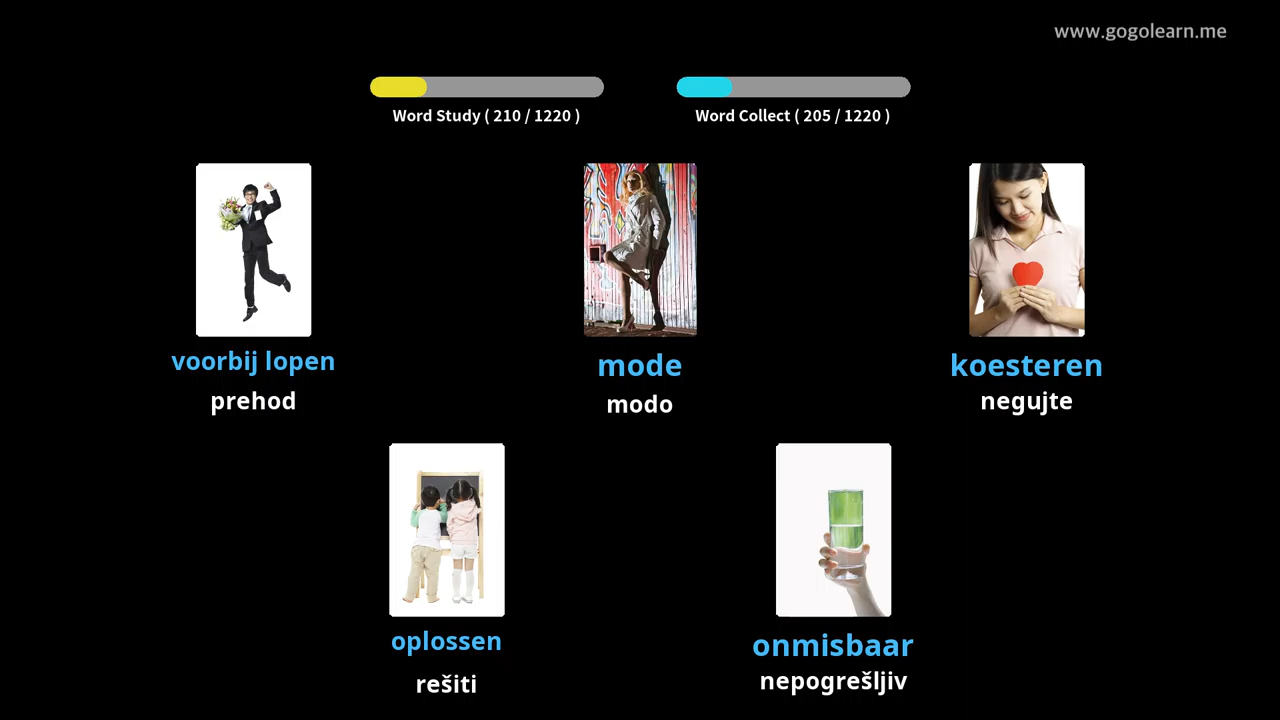 www.gogolearn.me
Word Study ( 210 / 1220 )
Word Collect ( 205 / 1220 )
voorbij lopen
prehod
mode
modo
koesteren
negujte
oplossen
rešiti
onmisbaar
nepogrešljiv